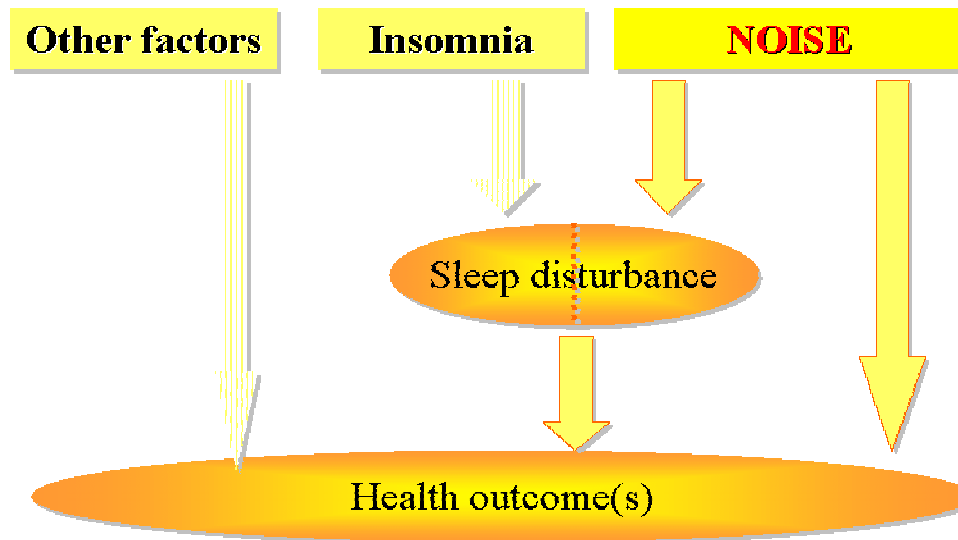 Other factors
Insomnia
NOISE
Sleep disturbance
Health outcome(s)